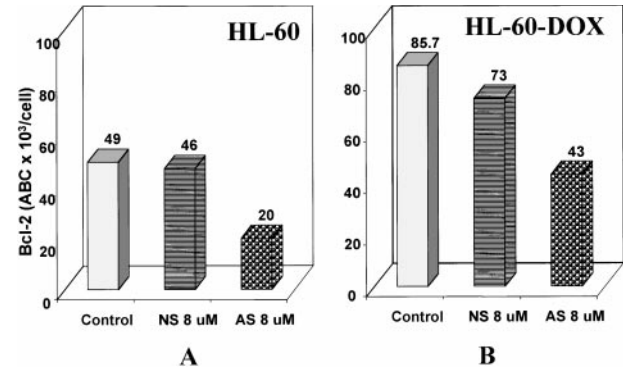 HL-60
Bcl-2 (ABC x 10³/cell)
100
80
60
40
20
0
49
46
20
Control NS 8 uM AS 8 uM
A
HL-60-DOX
100
80
60
40
20
0
85.7
73
43
Control NS 8 uM AS 8 uM
B